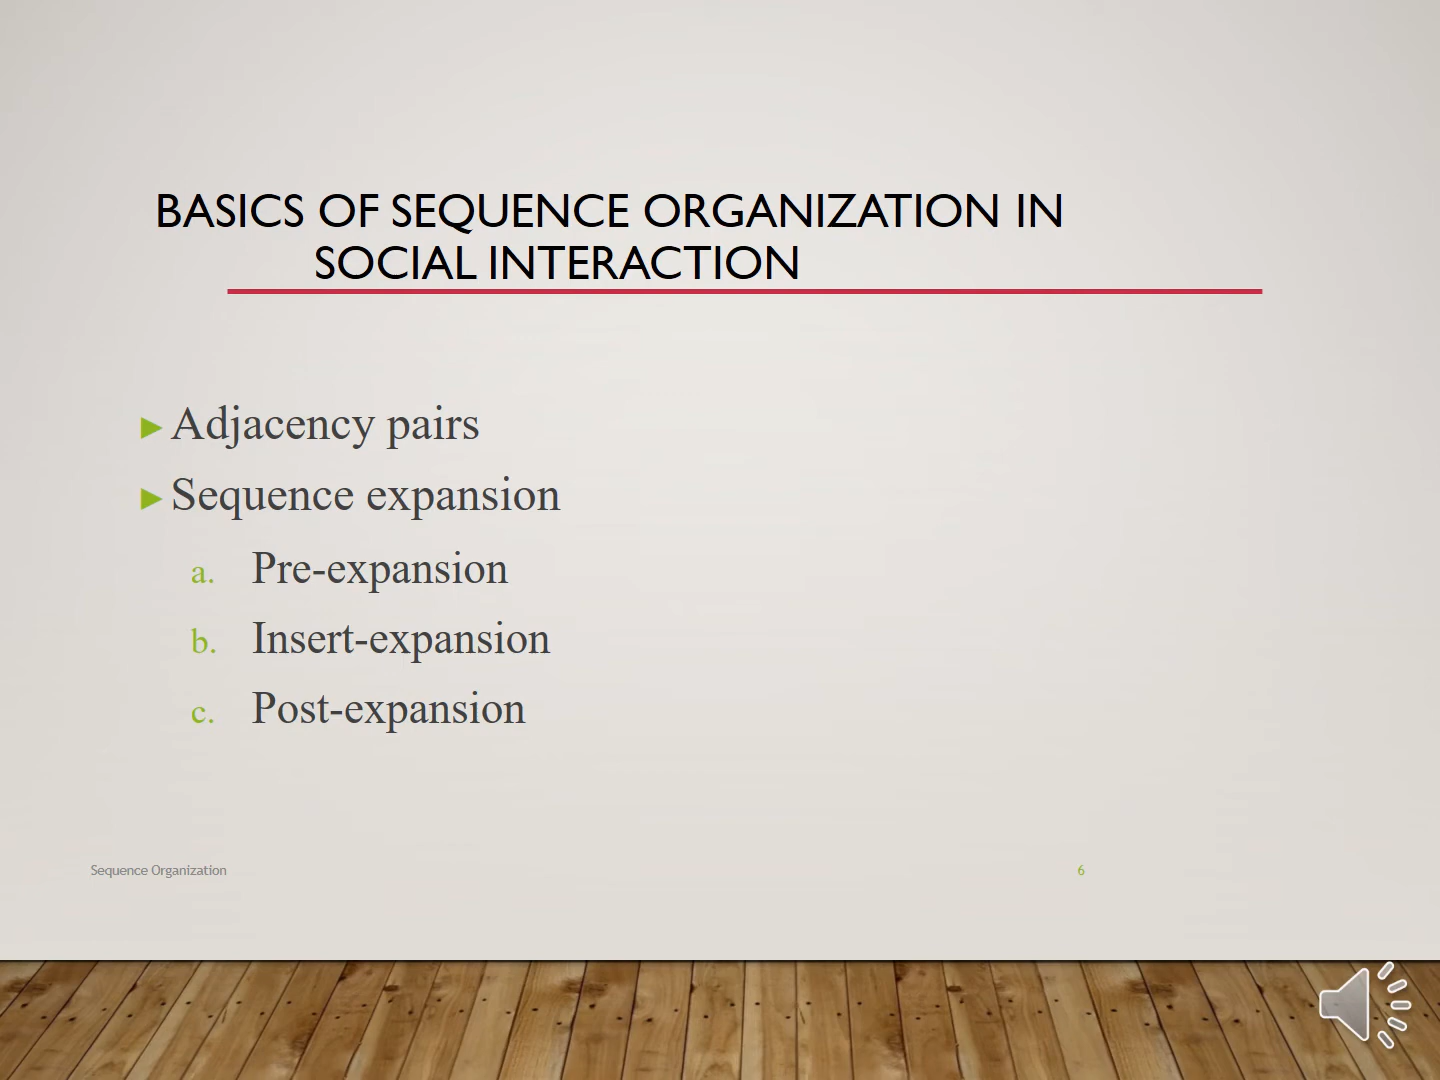 BASICS OF SEQUENCE ORGANIZATION IN
SOCIAL INTERACTION
Adjacency pairs
Sequence expansion
a. Pre-expansion
b. Insert-expansion
c. Post-expansion
Sequence Organization
6